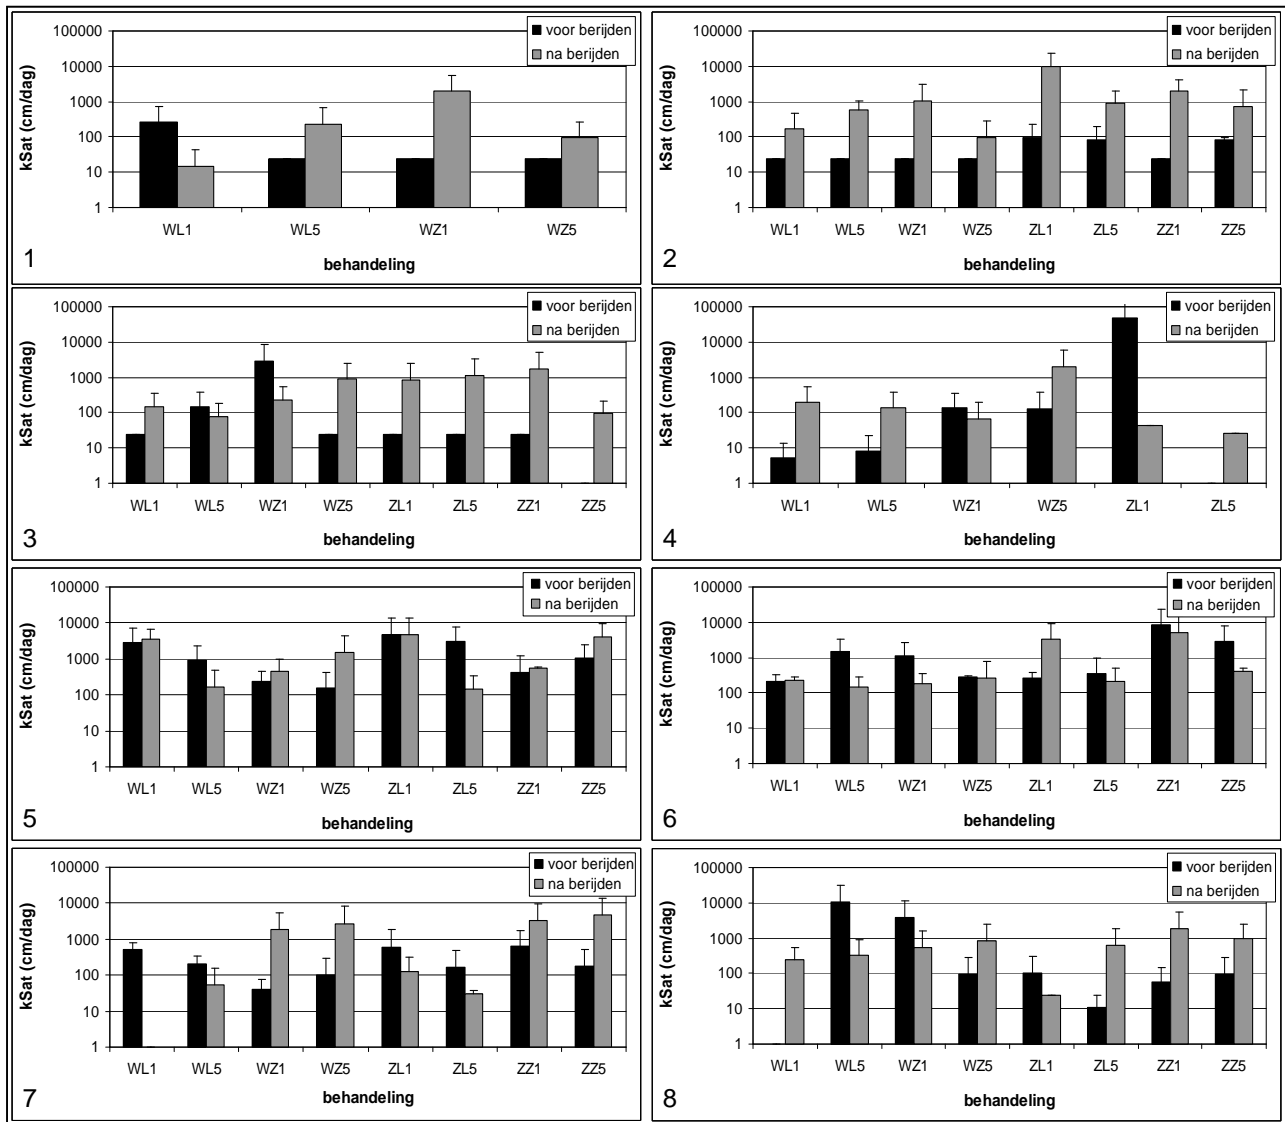 100000
10000
1000
100
10
1
kSat (cm/dag)
voor berijden
na berijden
WL1 WL5 WZ1 WZ5
behandeling
1
100000
10000
1000
100
10
1
kSat (cm/dag)
voor berijden
na berijden
WL1 WL5 WZ1 WZ5 ZL1 ZL5 ZZ1 ZZ5
behandeling
2
100000
10000
1000
100
10
1
kSat (cm/dag)
voor berijden
na berijden
WL1 WL5 WZ1 WZ5 ZL1 ZL5 ZZ1 ZZ5
behandeling
3
100000
10000
1000
100
10
1
kSat (cm/dag)
voor berijden
na berijden
WL1 WL5 WZ1 WZ5 ZL1 ZL5
behandeling
4
100000
10000
1000
100
10
1
kSat (cm/dag)
voor berijden
na berijden
WL1 WL5 WZ1 WZ5 ZL1 ZL5 ZZ1 ZZ5
behandeling
5
100000
10000
1000
100
10
1
kSat (cm/dag)
voor berijden
na berijden
WL1 WL5 WZ1 WZ5 ZL1 ZL5 ZZ1 ZZ5
behandeling
6
100000
10000
1000
100
10
1
kSat (cm/dag)
voor berijden
na berijden
WL1 WL5 WZ1 WZ5 ZL1 ZL5 ZZ1 ZZ5
behandeling
7
100000
10000
1000
100
10
1
kSat (cm/dag)
voor berijden
na berijden
WL1 WL5 WZ1 WZ5 ZL1 ZL5 ZZ1 ZZ5
behandeling
8